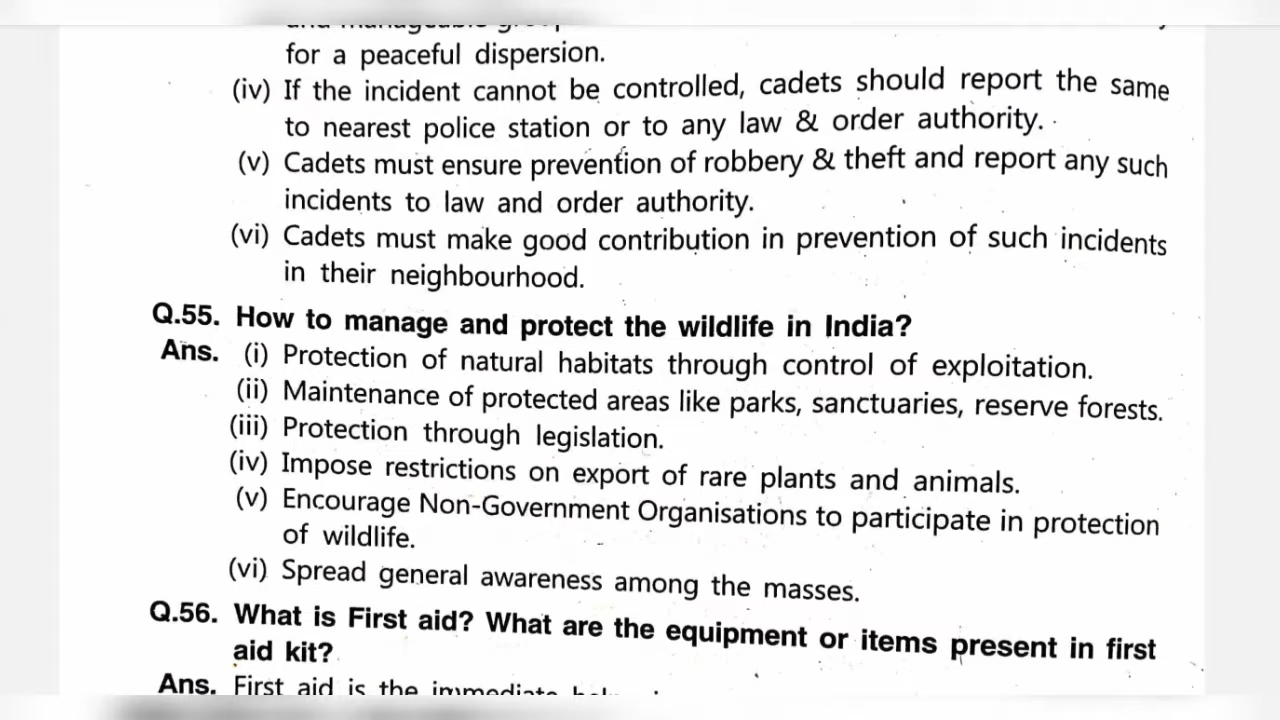 for a peaceful dispersion.
(iv) If the incident cannot be controlled, cadets should report the same
to nearest police station or to any law & order authority.
(v) Cadets must ensure prevention of robbery & theft and report any such
incidents to law and order authority.
(vi) Cadets must make good contribution in prevention of such incidents
in their neighbourhood.
Q.55. How to manage and protect the wildlife in India?
Ans. (i) Protection of natural habitats through control of exploitation.
(ii) Maintenance of protected areas like parks, sanctuaries, reserve forests.
(iii) Protection through legislation.
(iv) Impose restrictions on export of rare plants and animals.
(v) Encourage Non-Government Organisations to participate in protection
of wildlife.
(vi) Spread general awareness among the masses.
Q.56. What is First aid? What are the equipment or items present in first
aid kit?
Ans. First aid is the immediate